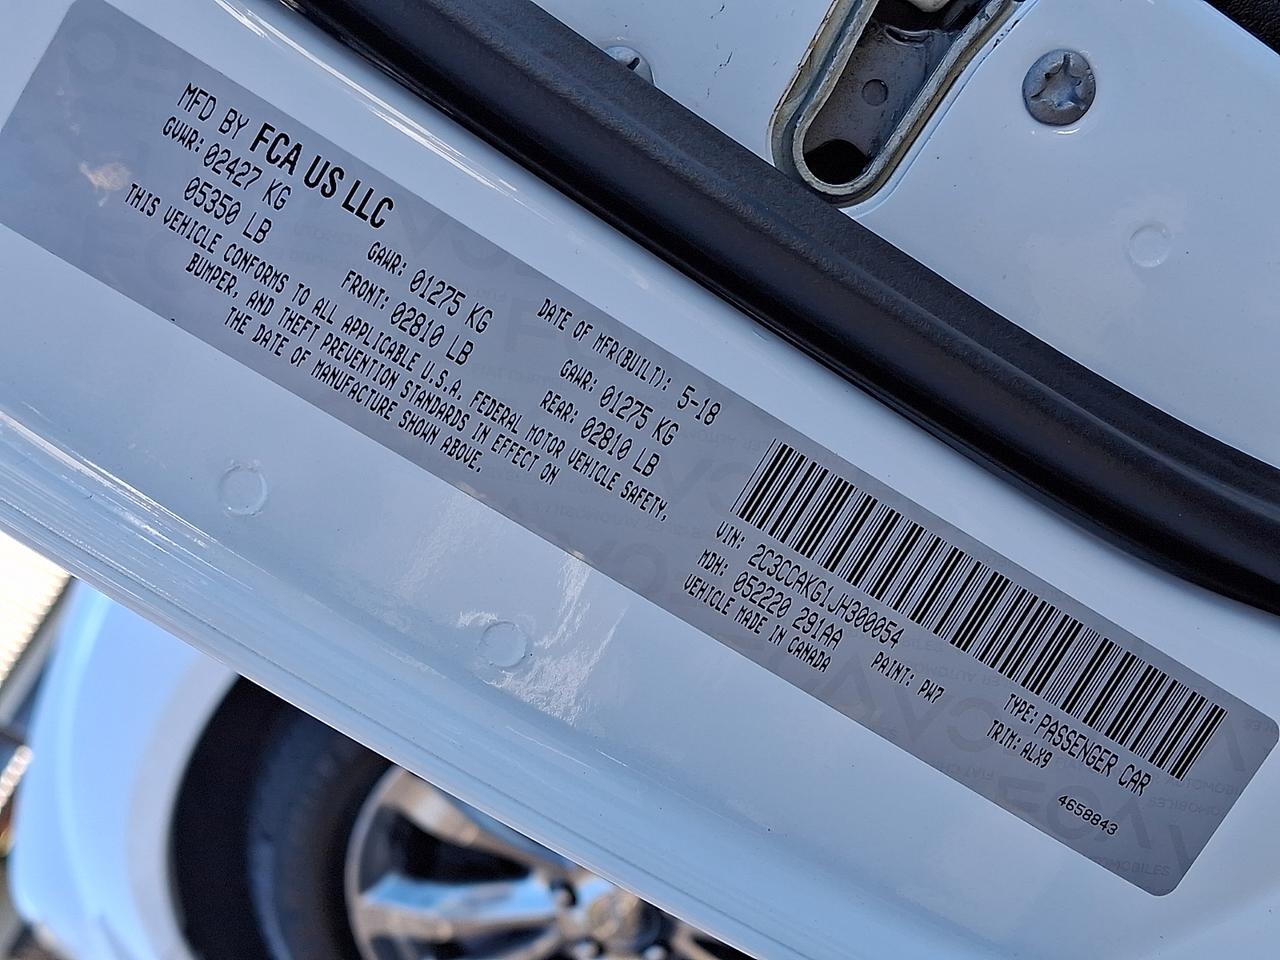 MFD BY FCA US LLC
DATE OF MFR(BUILT): 5-18
GVWR: 02427 KG GAWR: 01275 KG GAWR: 01275 KG
05350 LB FRONT: 02810 LB REAR: 02810 LB
THIS VEHICLE CONFORMS TO ALL APPLICABLE U.S.A. FEDERAL MOTOR VEHICLE SAFETY,
BUMPER, AND THEFT PREVENTION STANDARDS IN EFFECT ON
THE DATE OF MANUFACTURE SHOWN ABOVE.
VIN: 2C3CCAKG1JH300054 TYPE: PASSENGER CAR
MDH: 052220 291AA PAINT: PW7 TRIM: ALX9
VEHICLE MADE IN CANADA
4658843